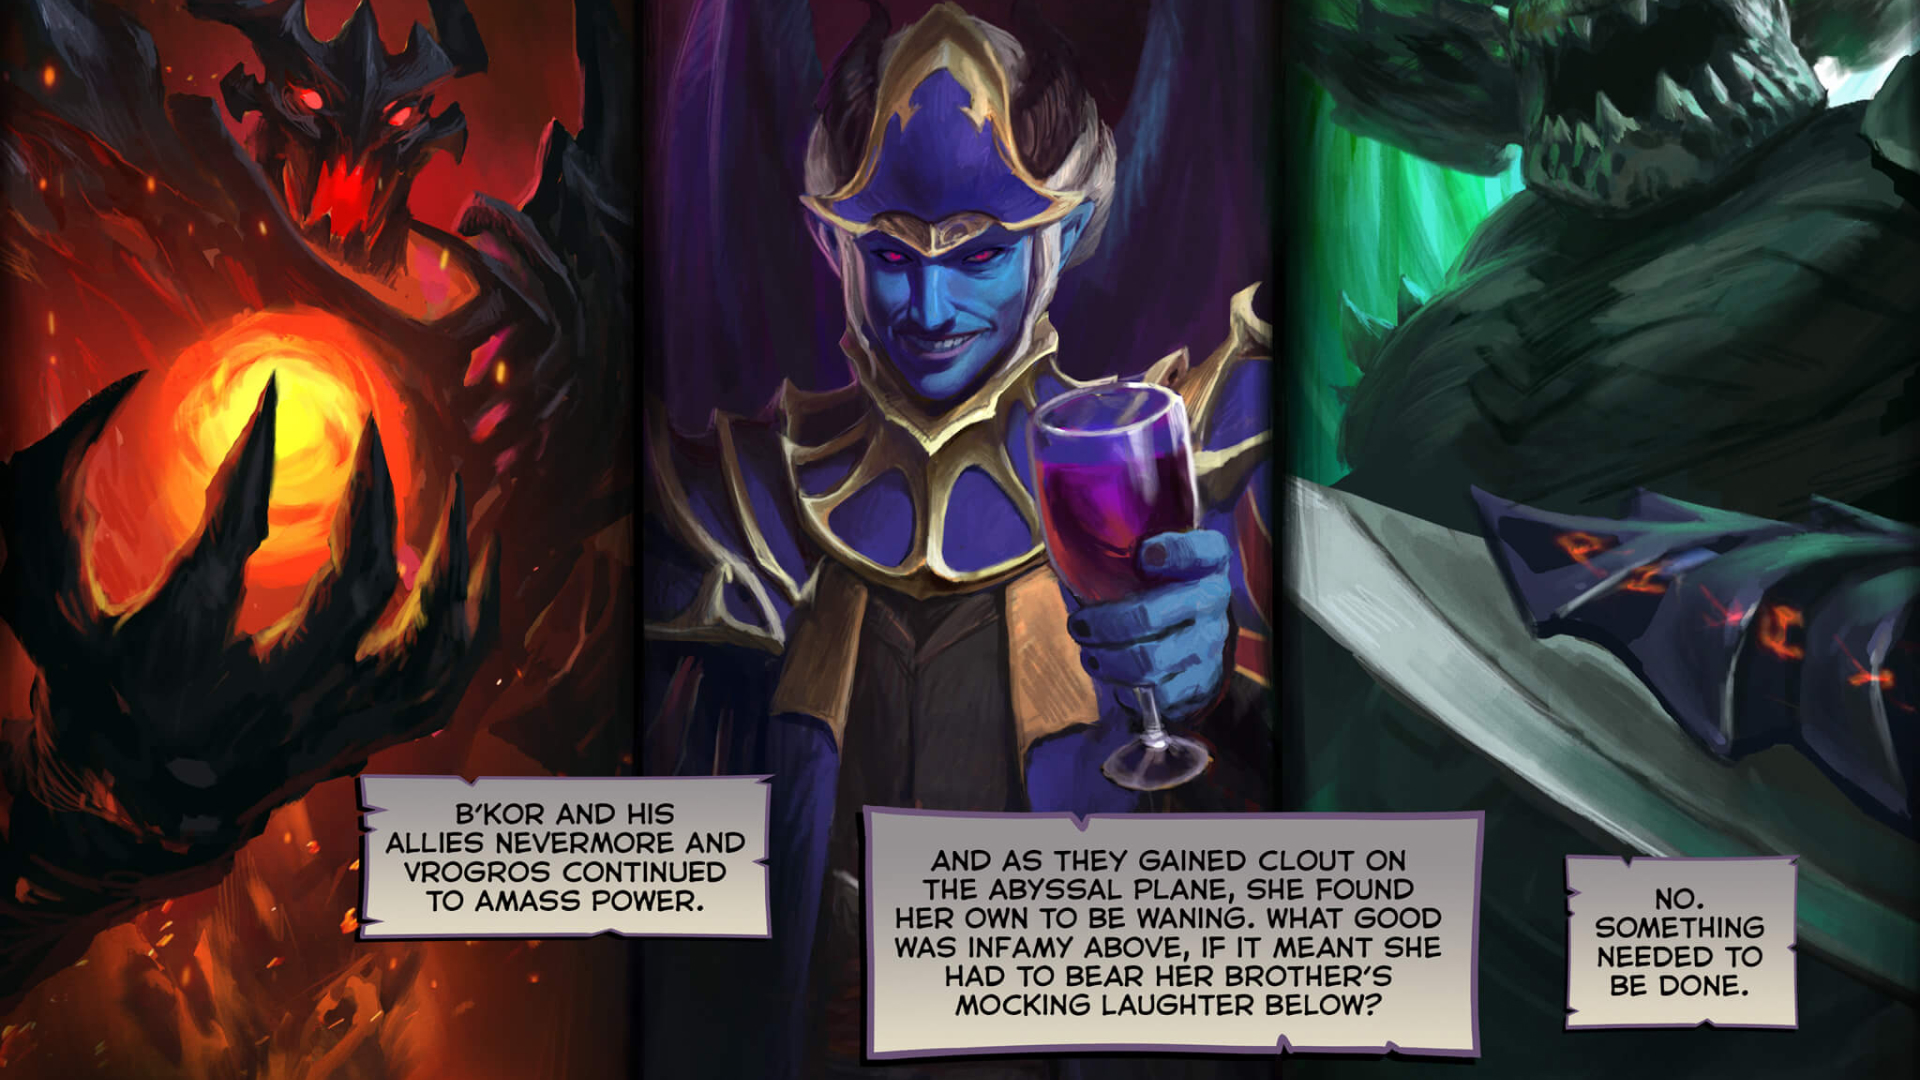 B'KOR AND HIS
ALLIES NEVERMORE AND
VROGROS CONTINUED
TO AMASS POWER.
AND AS THEY GAINED CLOUT ON
THE ABYSSAL PLANE, SHE FOUND
HER OWN TO BE WANING. WHAT GOOD
WAS INFAMY ABOVE, IF IT MEANT SHE
HAD TO BEAR HER BROTHER'S
MOCKING LAUGHTER BELOW?
NO.
SOMETHING
NEEDED TO
BE DONE.